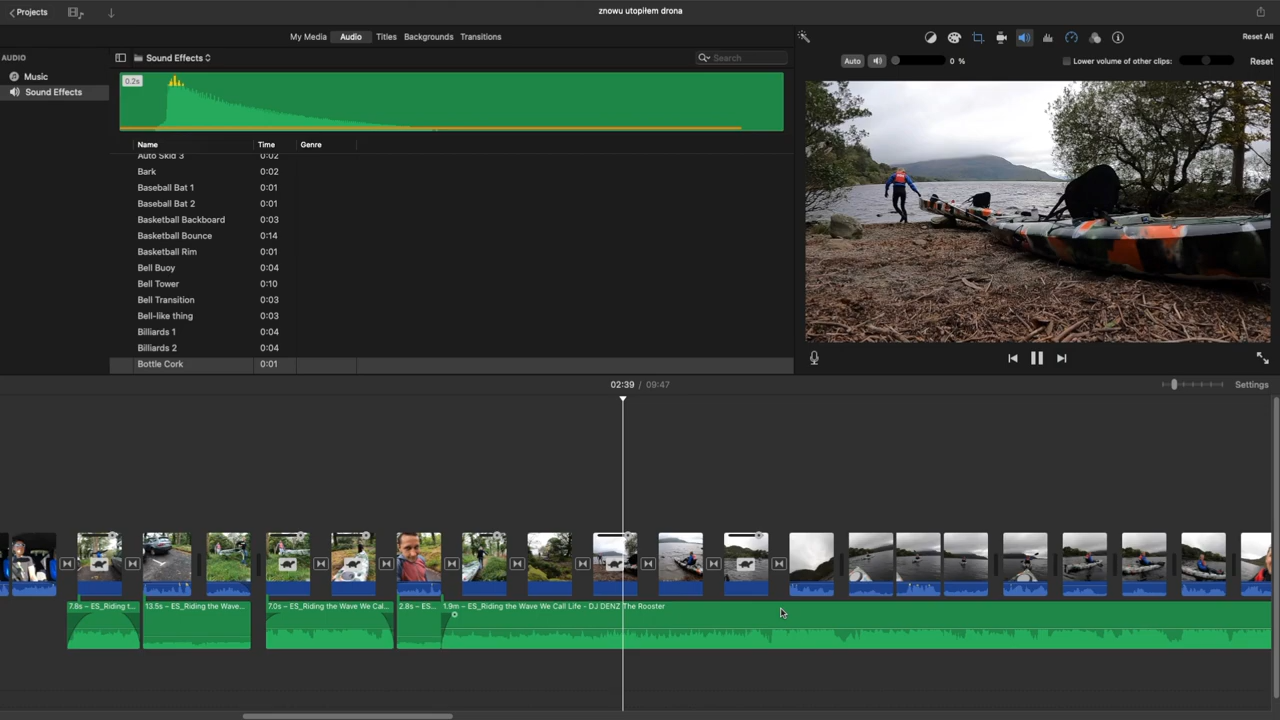 Projects
znowu utopiłem drona
My Media Audio Titles Backgrounds Transitions
Reset All
AUDIO
Sound Effects
Search
Auto
0 %
Lower volume of other clips:
Reset
Music
Sound Effects
0.2s
Name Time Genre
Auto Skid 3 0:02
Bark 0:02
Baseball Bat 1 0:01
Baseball Bat 2 0:01
Basketball Backboard 0:03
Basketball Bounce 0:14
Basketball Rim 0:01
Bell Buoy 0:04
Bell Tower 0:10
Bell Transition 0:03
Bell-like thing 0:03
Billiards 1 0:04
Billiards 2 0:04
Bottle Cork 0:01
02:39 / 09:47
Settings
7.8s – ES_Riding t... 13.5s – ES_Riding the Wave... 7.0s – ES_Riding the Wave We Cal... 2.8s – ES... 1.9m – ES_Riding the Wave We Call Life - DJ DENZ The Rooster